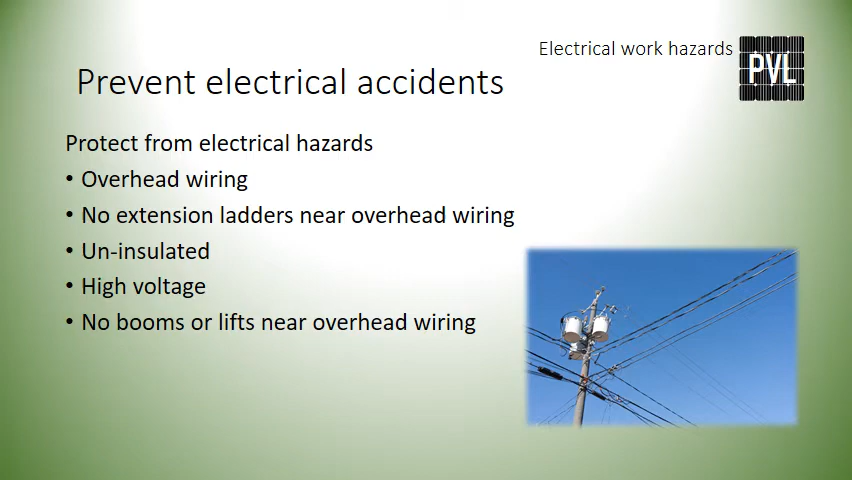 Electrical work hazards
PVL
Prevent electrical accidents
Protect from electrical hazards
• Overhead wiring
• No extension ladders near overhead wiring
• Un-insulated
• High voltage
• No booms or lifts near overhead wiring